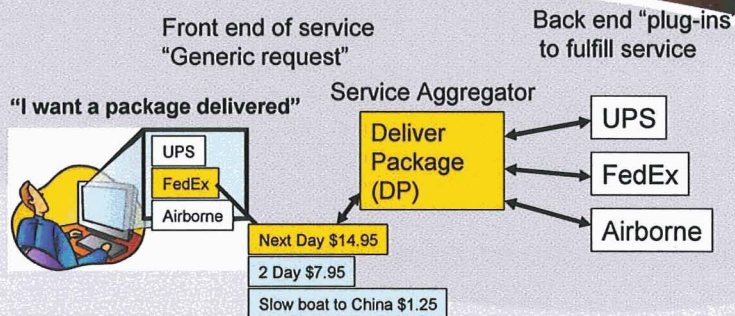 Front end of service
"Generic request"
Back end "plug-ins"
to fulfill service
"I want a package delivered"
Service Aggregator
UPS
FedEx
Airborne
Deliver
Package
(DP)
UPS
FedEx
Airborne
Next Day $14.95
2 Day $7.95
Slow boat to China $1.25